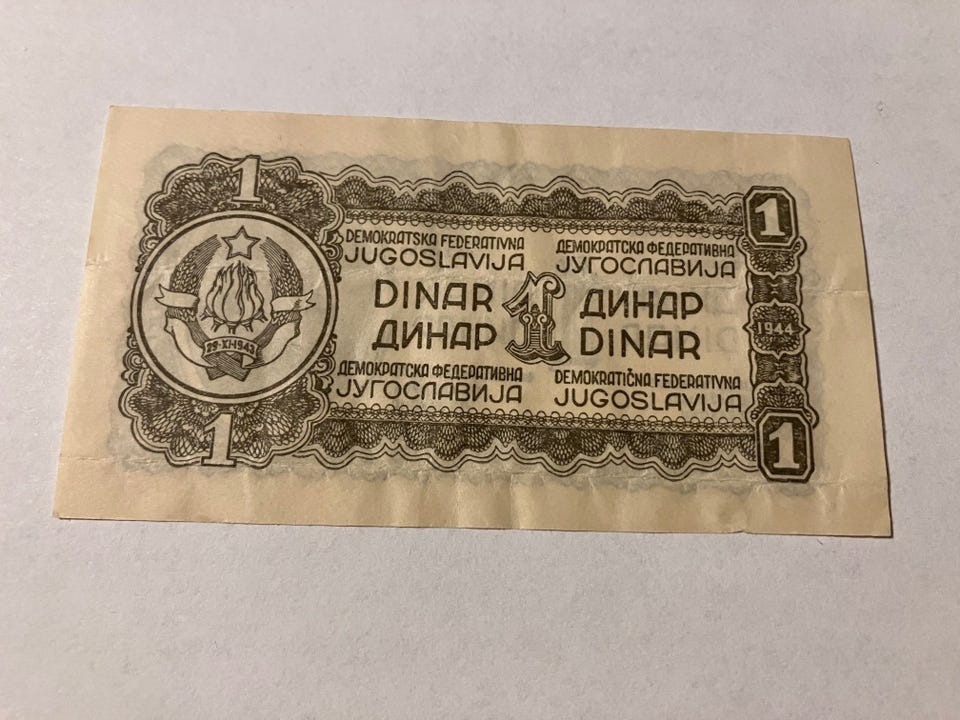 1
1
DEMOKRATSKA FEDERATIVNA
JUGOSLAVIJA
ДЕМОКРАТСКА ФЕДЕРАТИВНА
ЈУГОСЛАВИЈА
DINAR
ДИНАР
1
ДИНАР
DINAR
1944
29·XI·1943
ДЕМОКРАТСКА ФЕДЕРАТИВНА
ЈУГОСЛАВИЈА
DEMOKRATIČNA FEDERATIVNA
JUGOSLAVIJA
1
1